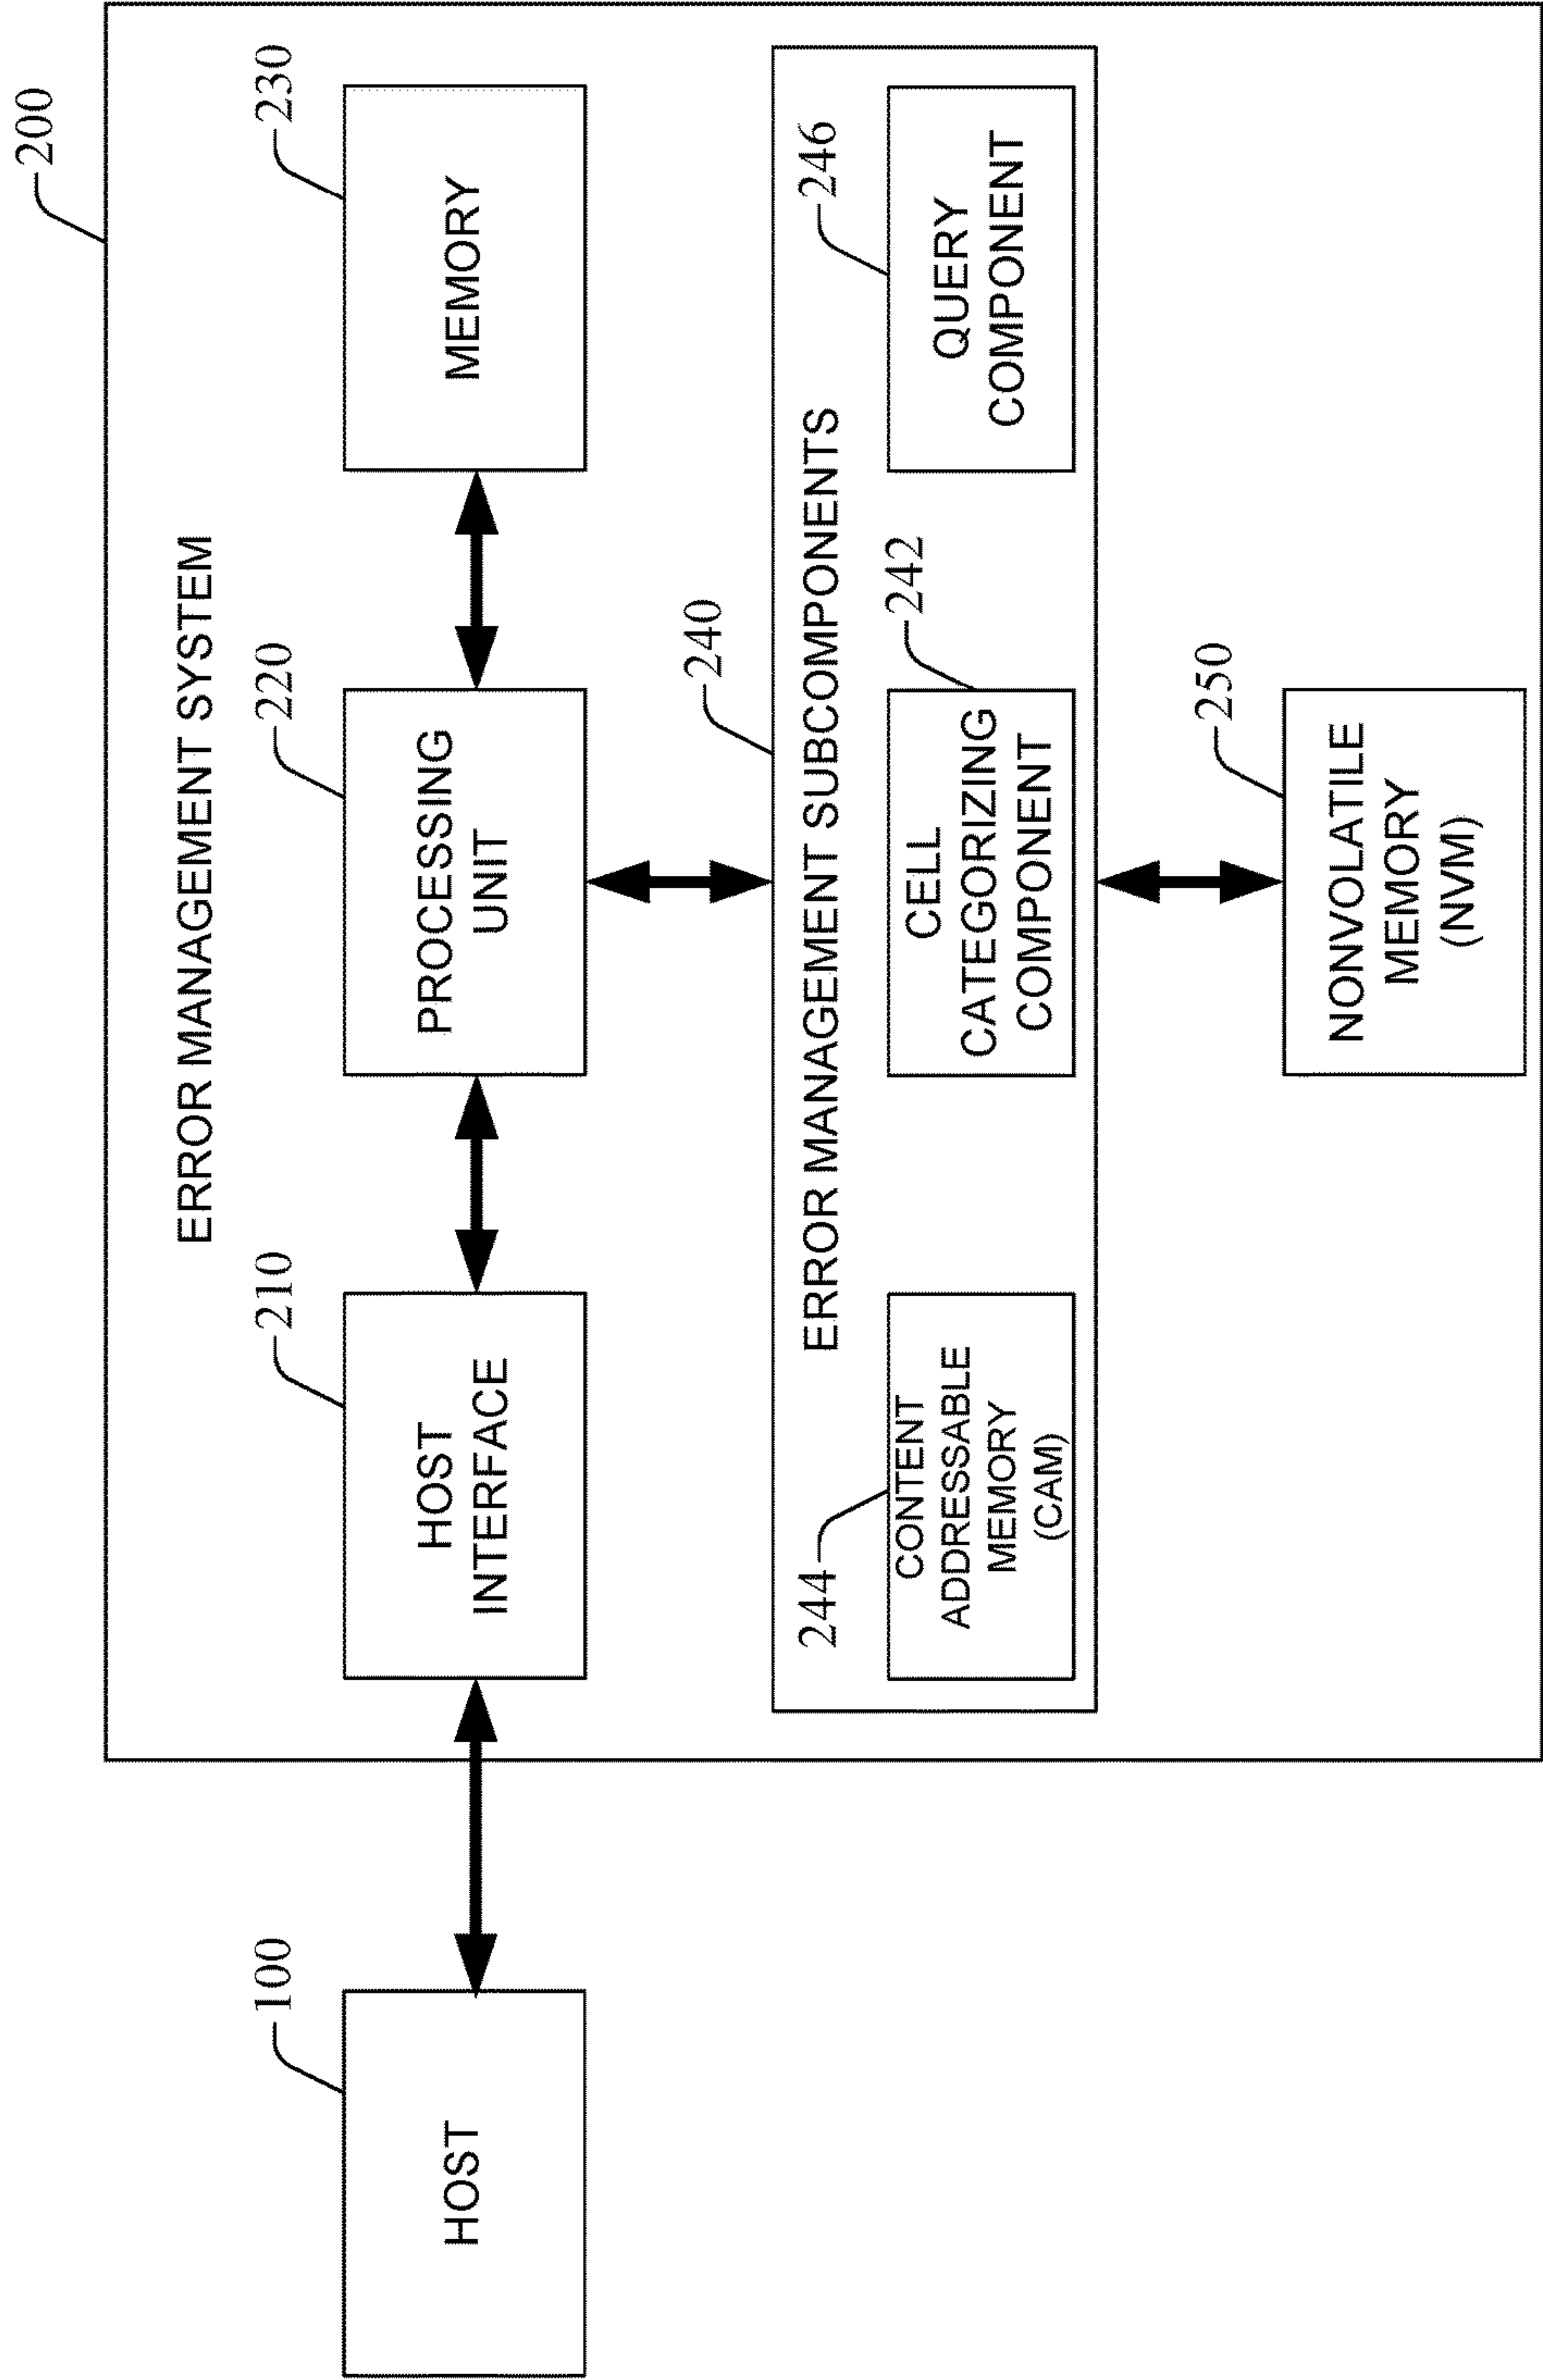 200
ERROR MANAGEMENT SYSTEM
100
210
220
230
HOST
HOST
INTERFACE
PROCESSING
UNIT
MEMORY
240
ERROR MANAGEMENT SUBCOMPONENTS
244
242
246
CONTENT
ADDRESSABLE
MEMORY
(CAM)
CELL
CATEGORIZING
COMPONENT
QUERY
COMPONENT
250
NONVOLATILE
MEMORY
(NVM)